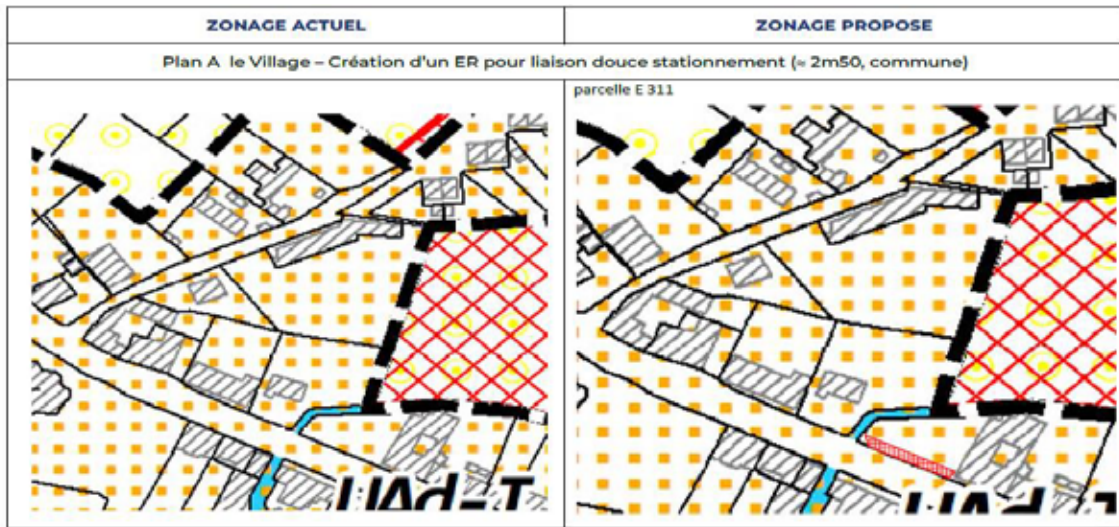 ZONAGE ACTUEL
ZONAGE PROPOSE
Plan A le Village – Création d'un ER pour liaison douce stationnement (≈ 2m50, commune)
parcelle E 311